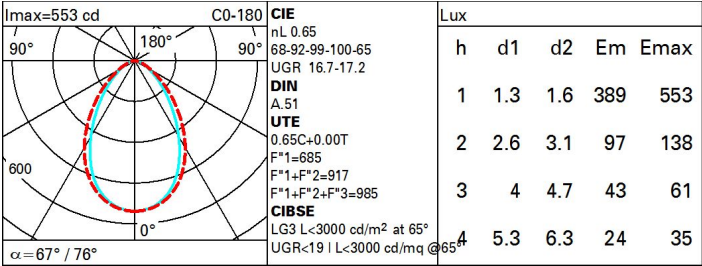 Imax=553 cd C0-180
90° 180° 90°
600
0°
α=67° / 76°
CIE
nL 0.65
68-92-99-100-65
UGR 16.7-17.2
DIN
A.51
UTE
0.65C+0.00T
F"1=685
F"1+F"2=917
F"1+F"2+F"3=985
CIBSE
LG3 L<3000 cd/m² at 65°
UGR<19 | L<3000 cd/mq @65°
Lux
h d1 d2 Em Emax
1 1.3 1.6 389 553
2 2.6 3.1 97 138
3 4 4.7 43 61
4 5.3 6.3 24 35